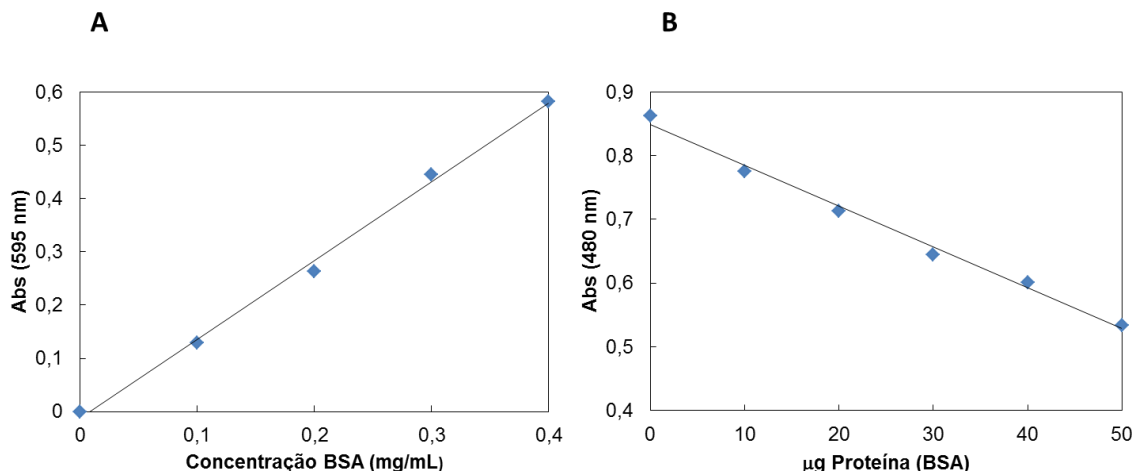 A
0,6
0,5
0,4
0,3
0,2
0,1
0
Abs (595 nm)
0 0,1 0,2 0,3 0,4
Concentração BSA (mg/mL)
B
0,9
0,8
0,7
0,6
0,5
0,4
Abs (480 nm)
0 10 20 30 40 50
µg Proteína (BSA)